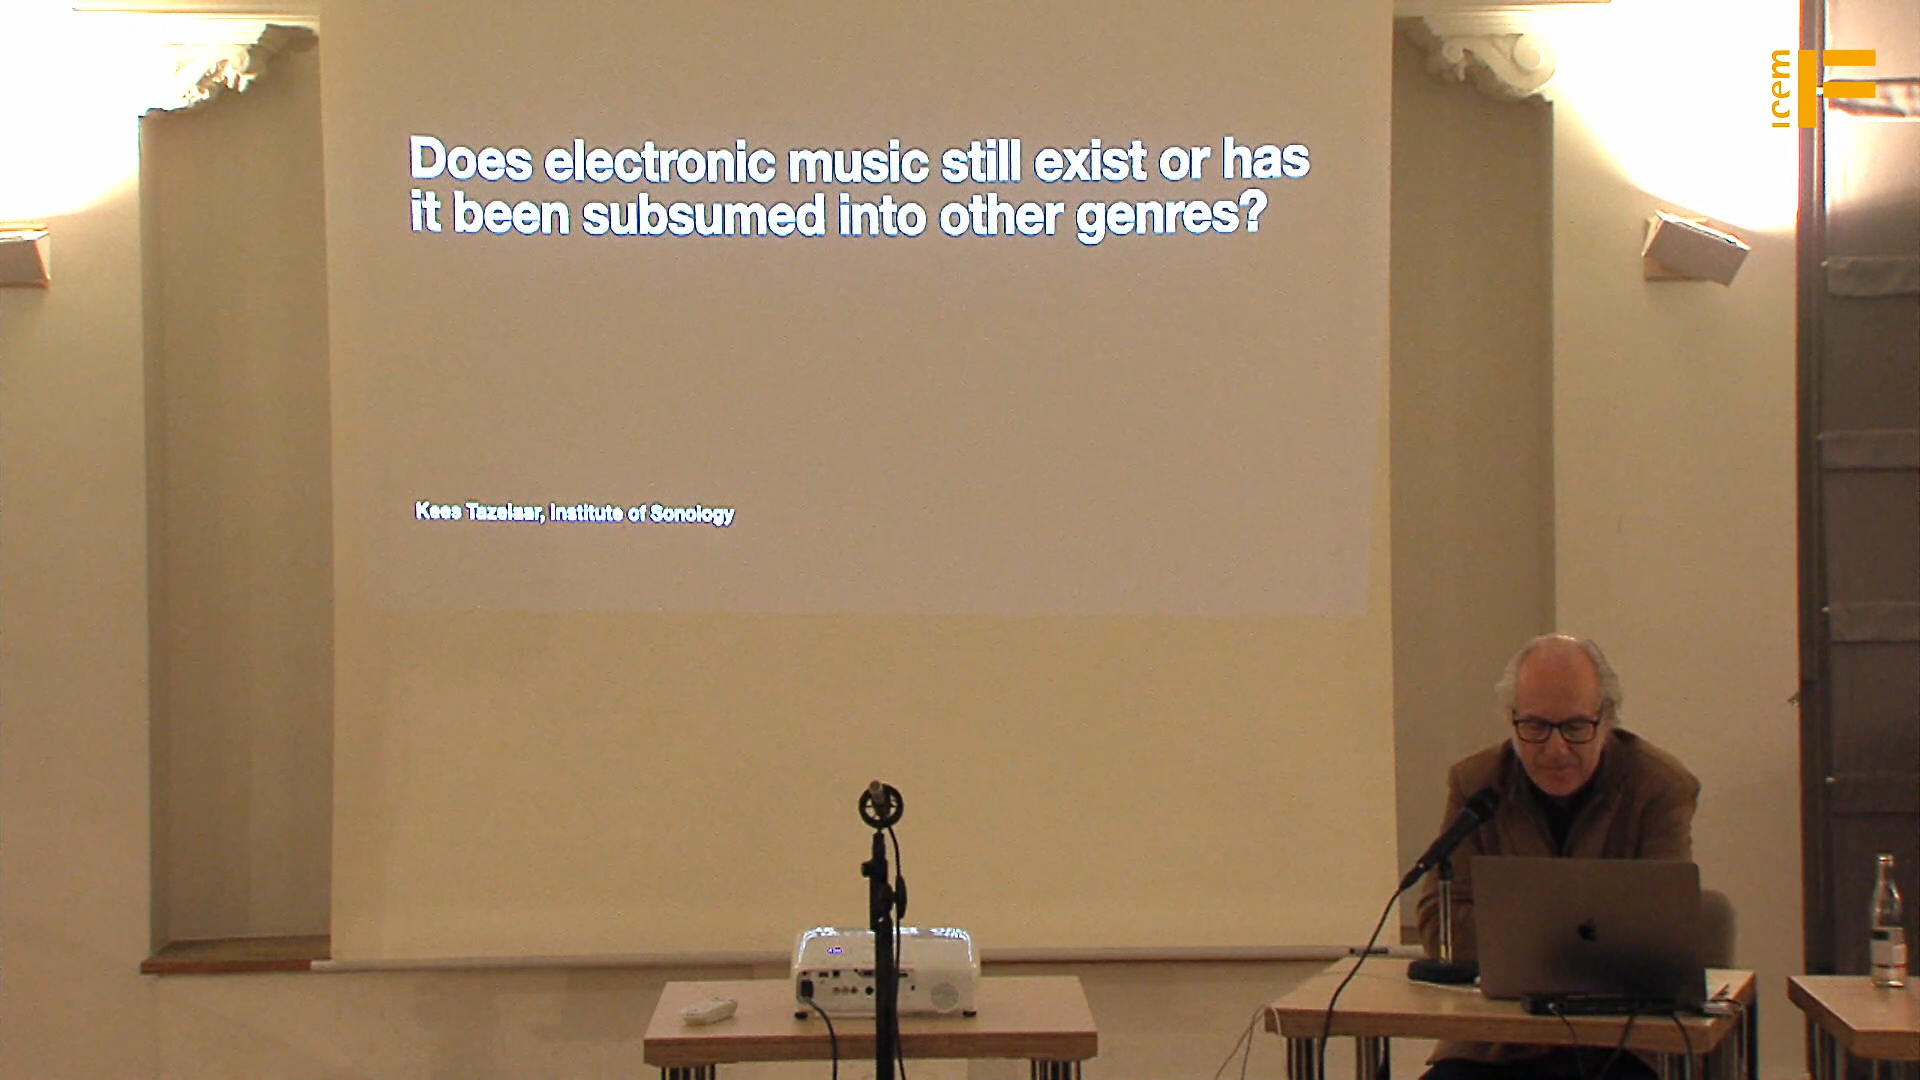 Does electronic music still exist or has
it been subsumed into other genres?
Kees Tazelaar, Institute of Sonology
icem